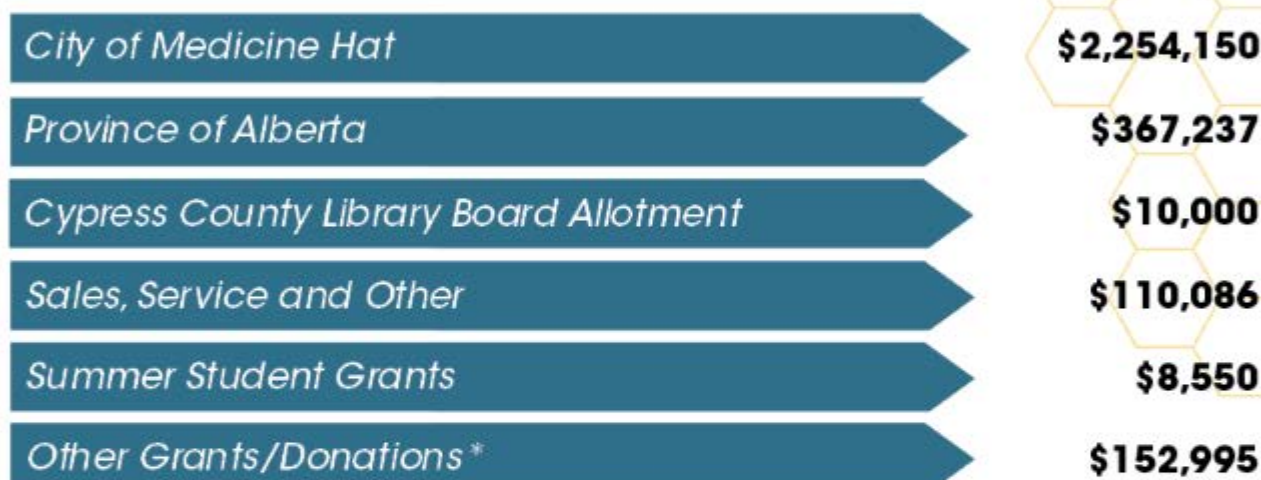 City of Medicine Hat $2,254,150
Province of Alberta $367,237
Cypress County Library Board Allotment $10,000
Sales, Service and Other $110,086
Summer Student Grants $8,550
Other Grants/Donations* $152,995